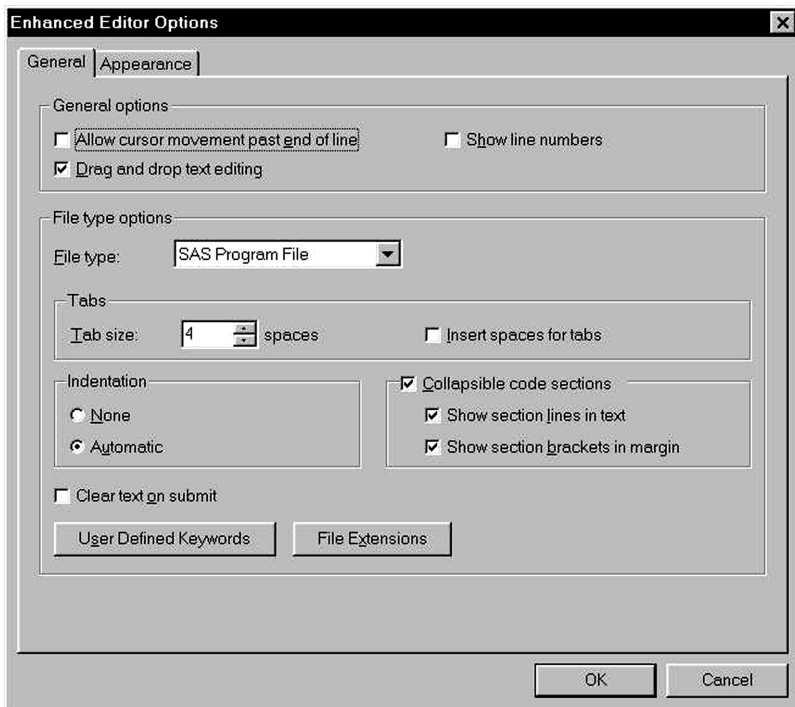 Enhanced Editor Options
General Appearance
General options
Allow cursor movement past end of line Show line numbers
Drag and drop text editing
File type options
File type: SAS Program File
Tabs
Tab size: 4 spaces Insert spaces for tabs
Indentation Collapsible code sections
None Show section lines in text
Automatic Show section brackets in margin
Clear text on submit
User Defined Keywords File Extensions
OK Cancel